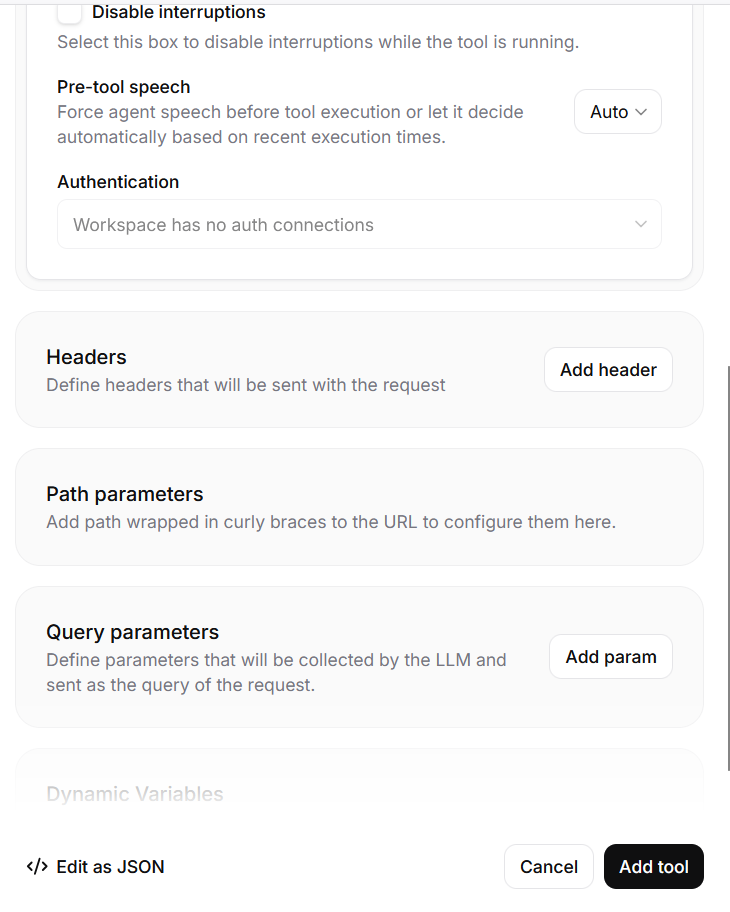 Disable interruptions
Select this box to disable interruptions while the tool is running.
Pre-tool speech
Force agent speech before tool execution or let it decide
automatically based on recent execution times.
Auto
Authentication
Workspace has no auth connections
Headers
Define headers that will be sent with the request
Add header
Path parameters
Add path wrapped in curly braces to the URL to configure them here.
Query parameters
Define parameters that will be collected by the LLM and
sent as the query of the request.
Add param
Dynamic Variables
</> Edit as JSON
Cancel
Add tool